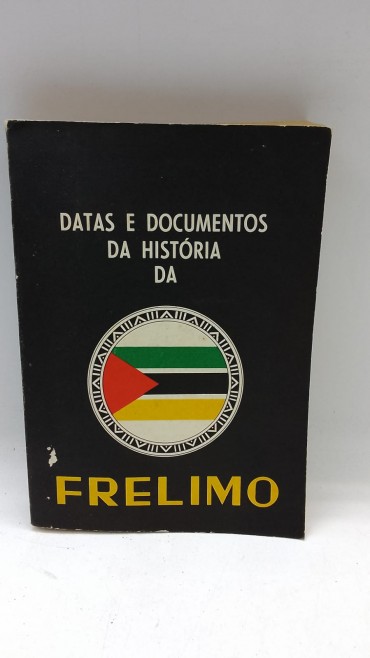 DATAS E DOCUMENTOS
DA HISTÓRIA
DA
FRELIMO